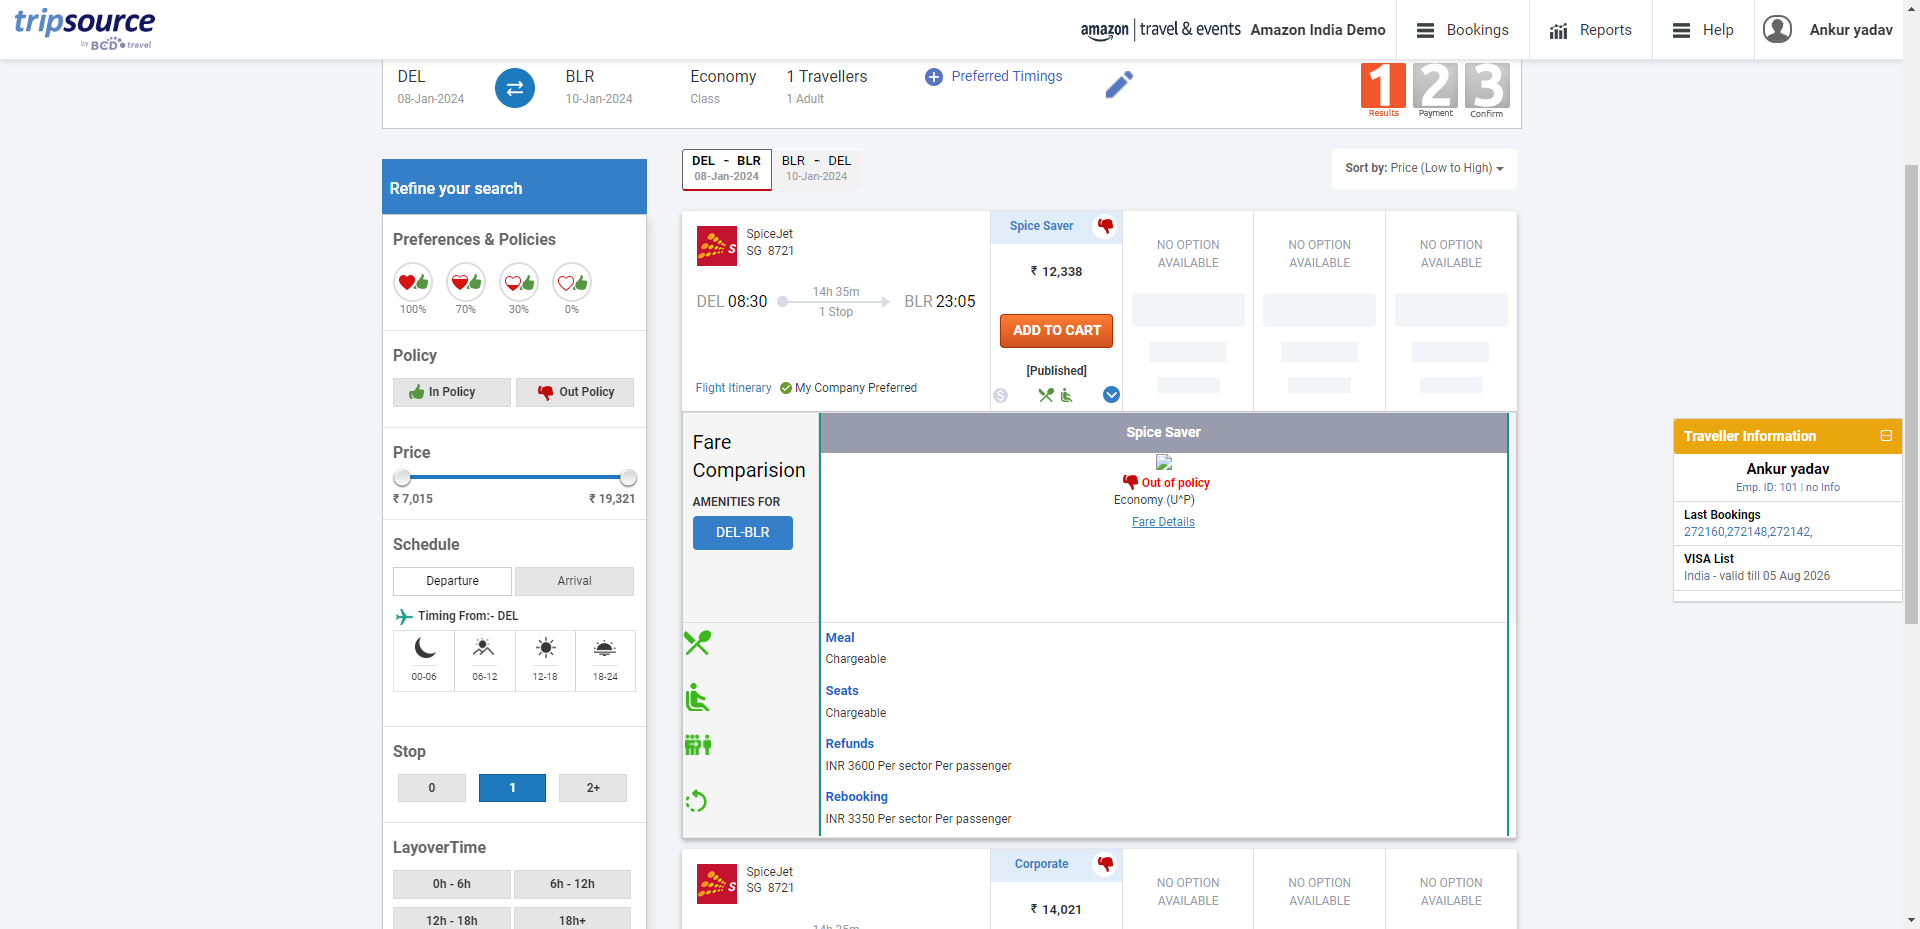 tripsource
by BCD travel
amazon | travel & events Amazon India Demo
Bookings
Reports
Help
Ankur yadav
DEL
08-Jan-2024
BLR
10-Jan-2024
Economy
Class
1 Travellers
1 Adult
Preferred Timings
1 2 3
Results Payment Confirm
Refine your search
Preferences & Policies
100% 70% 30% 0%
Policy
In Policy Out Policy
Price
₹ 7,015 ₹ 19,321
Schedule
Departure Arrival
Timing From:- DEL
00-06 06-12 12-18 18-24
Stop
0 1 2+
LayoverTime
0h - 6h 6h - 12h
12h - 18h 18h+
DEL - BLR
08-Jan-2024
BLR - DEL
10-Jan-2024
Sort by: Price (Low to High)
SpiceJet
SG 8721
DEL 08:30
14h 35m
1 Stop
BLR 23:05
Flight Itinerary My Company Preferred
Spice Saver
₹ 12,338
ADD TO CART
[Published]
NO OPTION
AVAILABLE
NO OPTION
AVAILABLE
NO OPTION
AVAILABLE
Fare
Comparision
AMENITIES FOR
DEL-BLR
Spice Saver
Out of policy
Economy (U^P)
Fare Details
Meal
Chargeable
Seats
Chargeable
Refunds
INR 3600 Per sector Per passenger
Rebooking
INR 3350 Per sector Per passenger
SpiceJet
SG 8721
14h 35m
Corporate
₹ 14,021
NO OPTION
AVAILABLE
NO OPTION
AVAILABLE
NO OPTION
AVAILABLE
Traveller Information
Ankur yadav
Emp. ID: 101 | no Info
Last Bookings
272160,272148,272142,
VISA List
India - valid till 05 Aug 2026